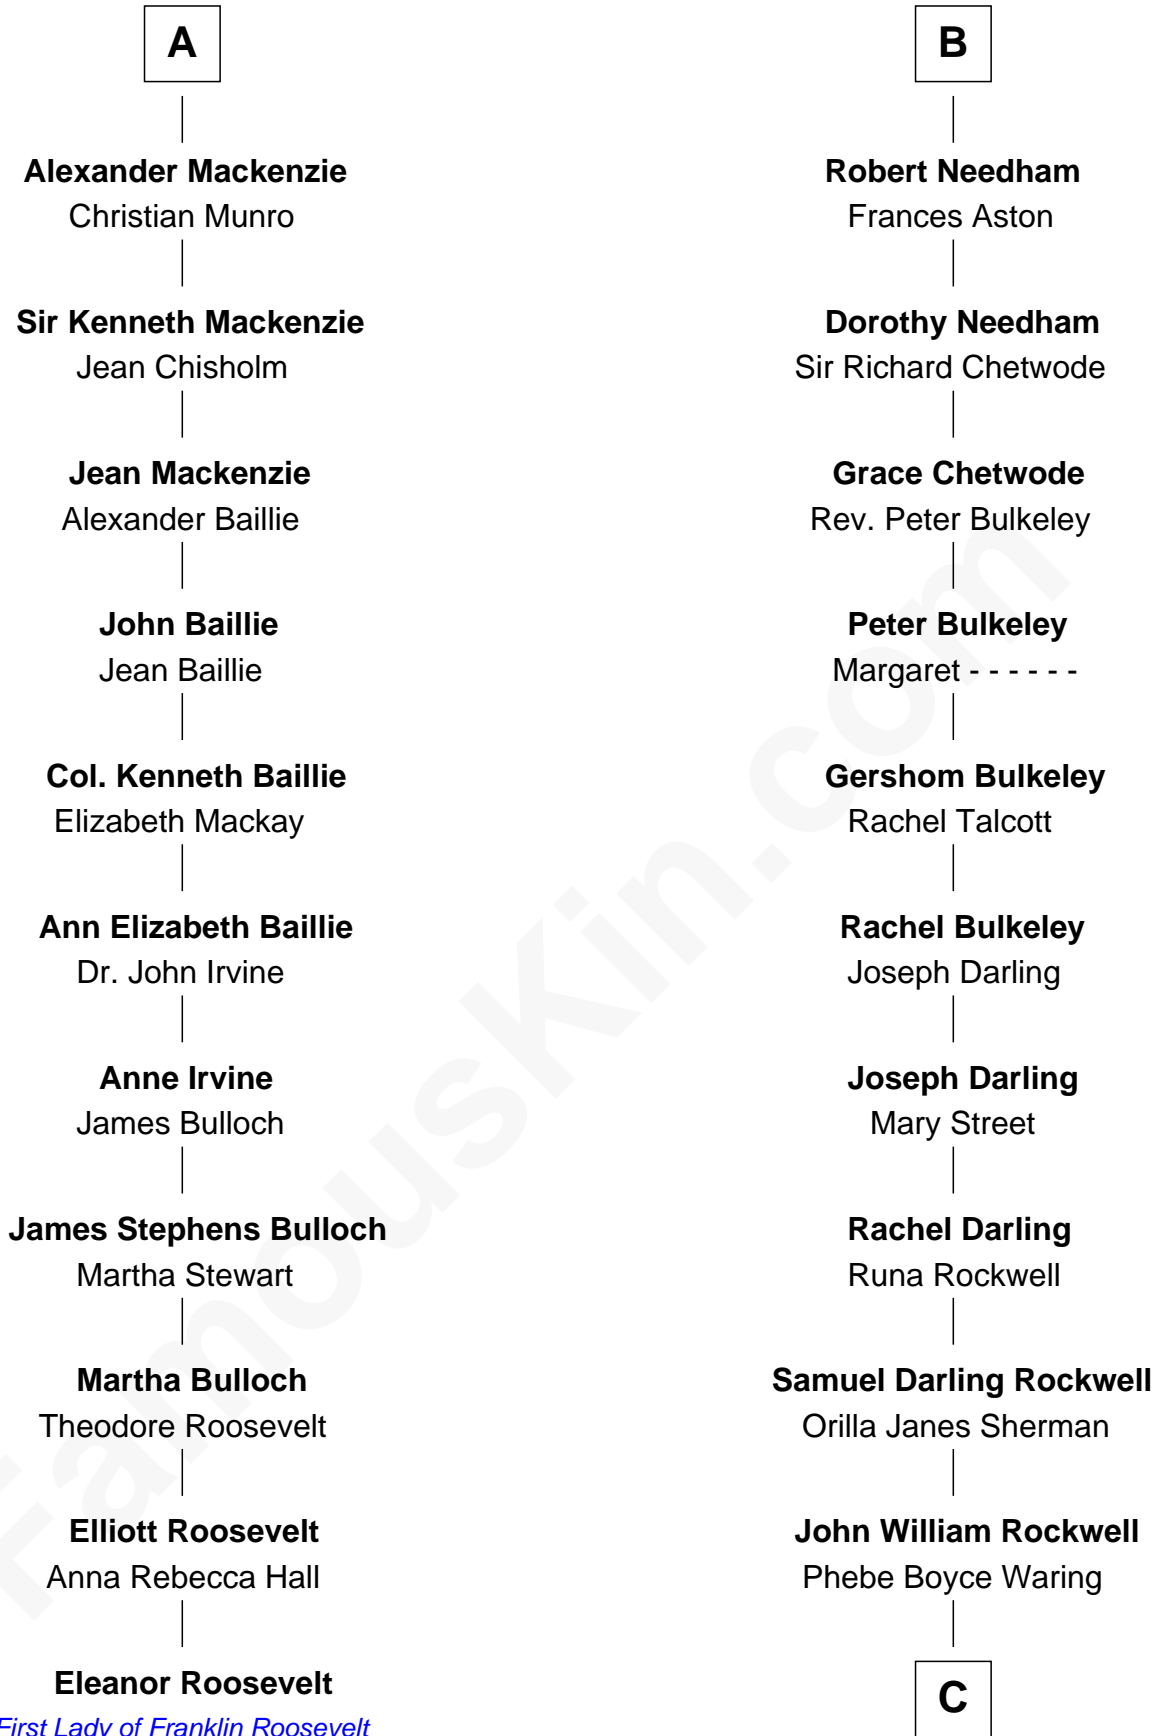 A
Alexander Mackenzie
Christian Munro
Sir Kenneth Mackenzie
Jean Chisholm
Jean Mackenzie
Alexander Baillie
John Baillie
Jean Baillie
Col. Kenneth Baillie
Elizabeth Mackay
Ann Elizabeth Baillie
Dr. John Irvine
Anne Irvine
James Bulloch
James Stephens Bulloch
Martha Stewart
Martha Bulloch
Theodore Roosevelt
Elliott Roosevelt
Anna Rebecca Hall
Eleanor Roosevelt
First Lady of Franklin Roosevelt
B
Robert Needham
Frances Aston
Dorothy Needham
Sir Richard Chetwode
Grace Chetwode
Rev. Peter Bulkeley
Peter Bulkeley
Margaret - - - - - -
Gershom Bulkeley
Rachel Talcott
Rachel Bulkeley
Joseph Darling
Joseph Darling
Mary Street
Rachel Darling
Runa Rockwell
Samuel Darling Rockwell
Orilla Janes Sherman
John William Rockwell
Phebe Boyce Waring
C
FamousKin.com